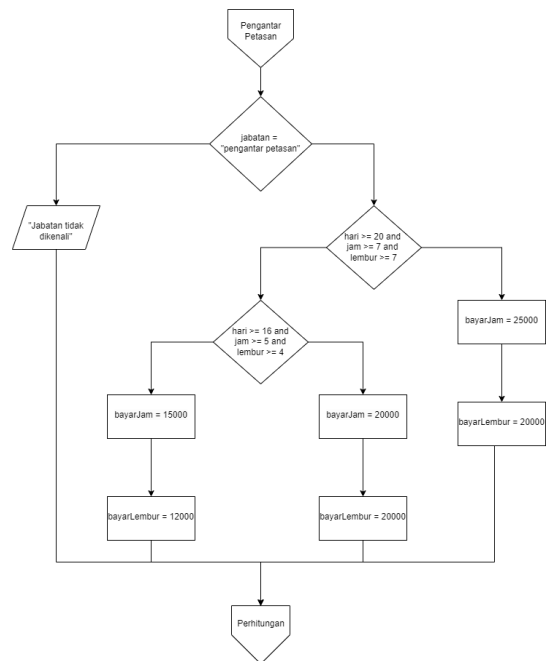 Pengantar
Petasan
jabatan =
"pengantar petasan"
"Jabatan tidak
dikenali"
hari >= 20 and
jam >= 7 and
lembur >= 7
hari >= 16 and
jam >= 5 and
lembur >= 4
bayarJam = 25000
bayarJam = 15000
bayarJam = 20000
bayarLembur = 20000
bayarLembur = 12000
bayarLembur = 20000
Perhitungan